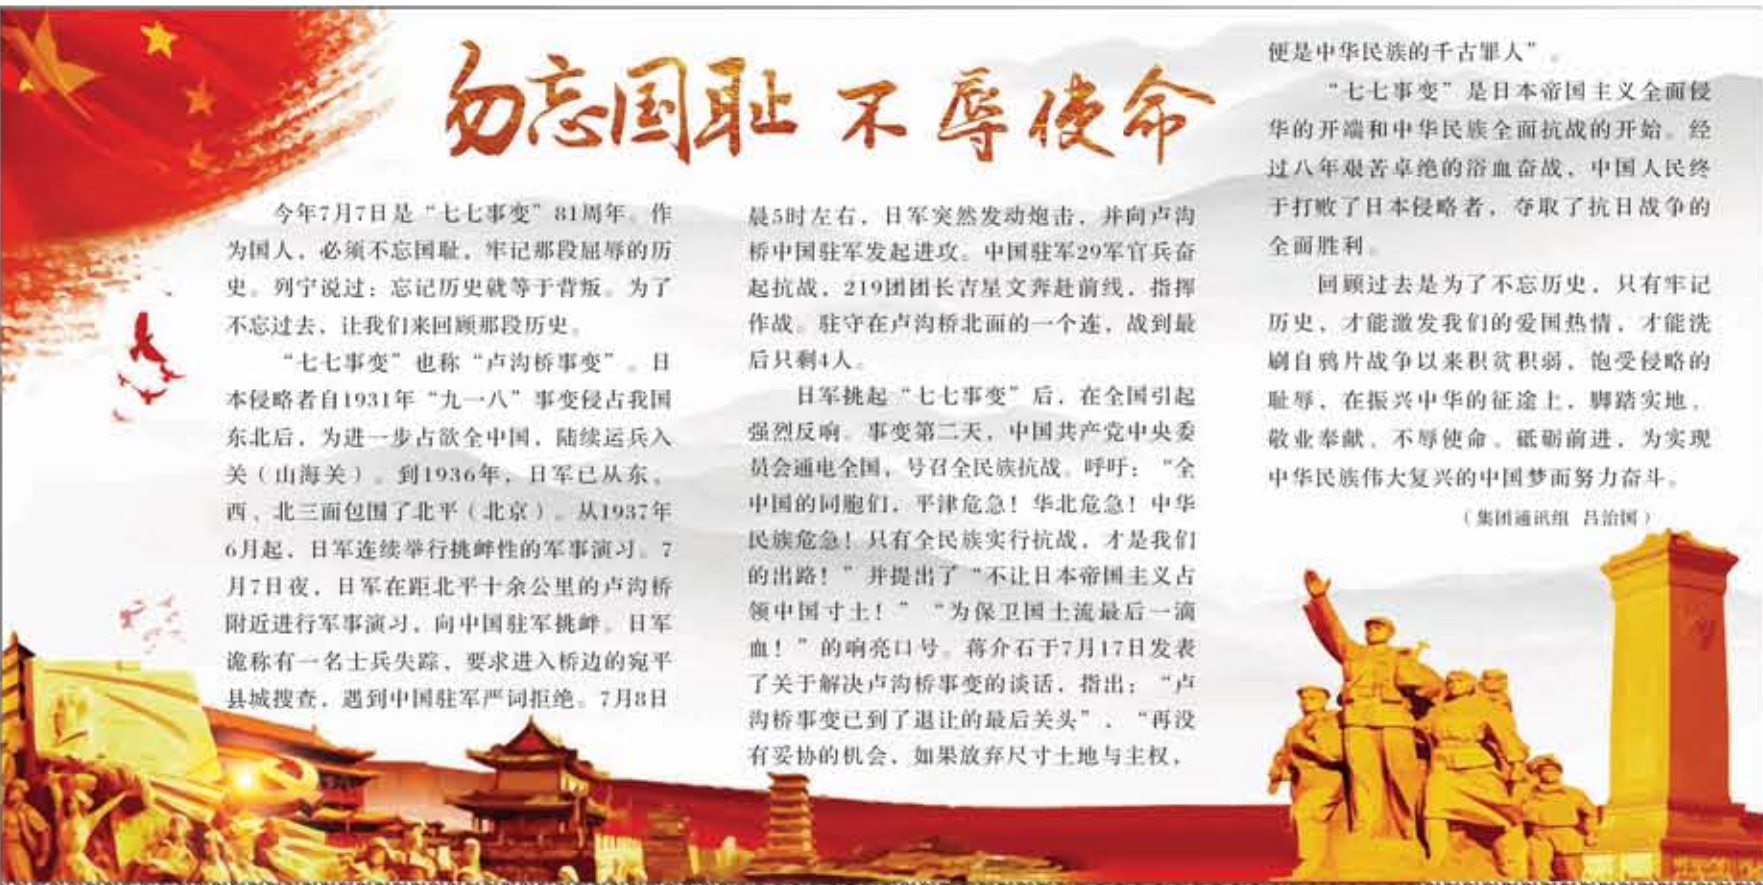 勿忘国耻 不辱使命
今年7月7日是“七七事变”81周年。作
为国人，必须不忘国耻，牢记那段屈辱的历
史。列宁说过：忘记历史就等于背叛。为了
不忘过去，让我们来回顾那段历史。
“七七事变”也称“卢沟桥事变”。日
本侵略者自1931年“九一八”事变侵占我国
东北后，为进一步占欲全中国，陆续运兵入
关（山海关）。到1936年，日军已从东、
西、北三面包围了北平（北京）。从1937年
6月起，日军连续举行挑衅性的军事演习。7
月7日夜，日军在距北平十余公里的卢沟桥
附近进行军事演习，向中国驻军挑衅。日军
诡称有一名士兵失踪，要求进入桥边的宛平
县城搜查，遇到中国驻军严词拒绝。7月8日
晨5时左右，日军突然发动炮击，并向卢沟
桥中国驻军发起进攻。中国驻军29军官兵奋
起抗战，219团团长吉星文奔赴前线，指挥
作战。驻守在卢沟桥北面的一个连，战到最
后只剩4人。
日军挑起“七七事变”后，在全国引起
强烈反响。事变第二天，中国共产党中央委
员会通电全国，号召全民族抗战。呼吁：“全
中国的同胞们，平津危急！华北危急！中华
民族危急！只有全民族实行抗战，才是我们
的出路！”并提出了“不让日本帝国主义占
领中国寸土！”“为保卫国土流最后一滴
血！”的响亮口号。蒋介石于7月17日发表
了关于解决卢沟桥事变的谈话，指出：“卢
沟桥事变已到了退让的最后关头”，“再没
有妥协的机会，如果放弃尺寸土地与主权，
便是中华民族的千古罪人”。
“七七事变”是日本帝国主义全面侵
华的开端和中华民族全面抗战的开始。经
过八年艰苦卓绝的浴血奋战，中国人民终
于打败了日本侵略者，夺取了抗日战争的
全面胜利。
回顾过去是为了不忘历史，只有牢记
历史，才能激发我们的爱国热情，才能洗
刷自鸦片战争以来积贫积弱，饱受侵略的
耻辱，在振兴中华的征途上，脚踏实地，
敬业奉献，不辱使命，砥砺前进，为实现
中华民族伟大复兴的中国梦而努力奋斗。
（集团通讯组 吕治国）